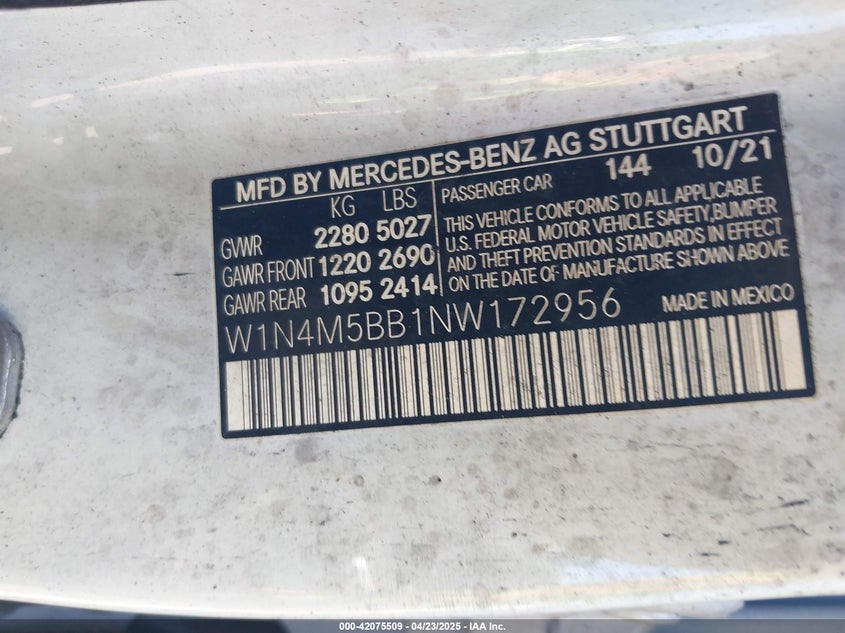 MFD BY MERCEDES-BENZ AG STUTTGART
KG LBS
GVWR 2280 5027
GAWR FRONT 1220 2690
GAWR REAR 1095 2414
PASSENGER CAR 144 10/21
THIS VEHICLE CONFORMS TO ALL APPLICABLE
U.S. FEDERAL MOTOR VEHICLE SAFETY,BUMPER
AND THEFT PREVENTION STANDARDS IN EFFECT
ON THE DATE OF MANUFACTURE SHOWN ABOVE
W1N4M5BB1NW172956
MADE IN MEXICO
000-42075509 - 04/23/2025 - IAA Inc.